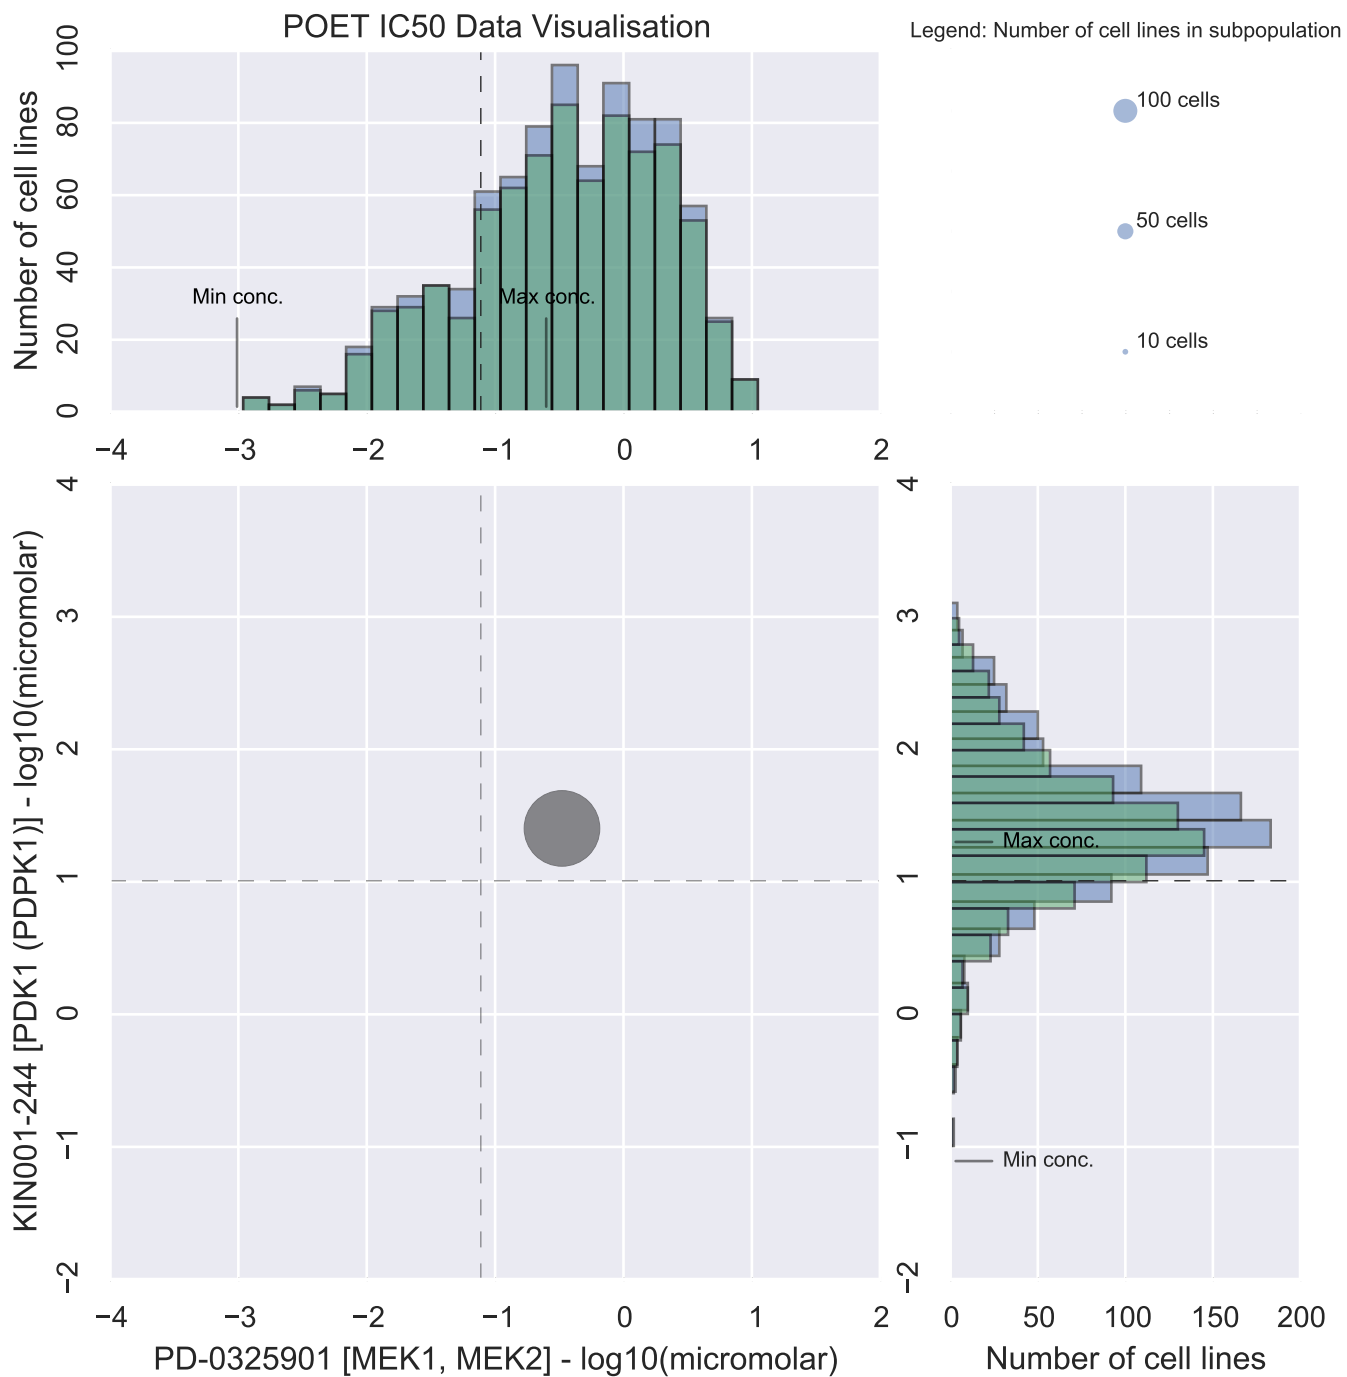 POET IC50 Data Visualisation
Legend: Number of cell lines in subpopulation
100 cells
50 cells
10 cells
Number of cell lines
0 20 40 60 80 100
Min conc.
Max conc.
−4 −3 −2 −1 0 1 2
KIN001-244 [PDK1 (PDPK1)] - log10(micromolar)
4
3
2
1
0
−1
−2
−4 −3 −2 −1 0 1 2
PD-0325901 [MEK1, MEK2] - log10(micromolar)
4
3
2
1
0
−1
−2
Max conc.
Min conc.
0 50 100 150 200
Number of cell lines